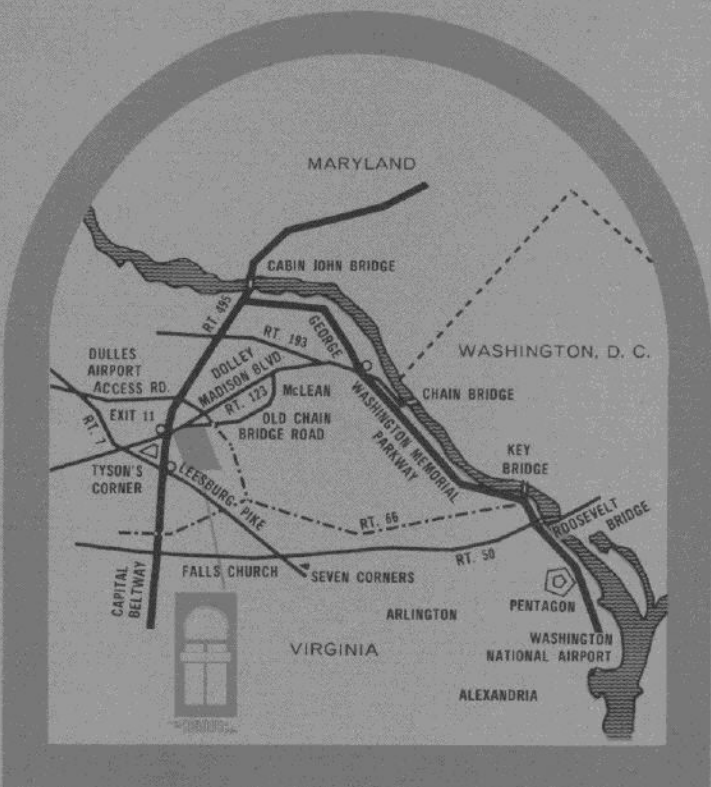 MARYLAND
CABIN JOHN BRIDGE
RT. 495
GEORGE
RT. 193
WASHINGTON, D. C.
DULLES
AIRPORT
ACCESS RD.
DOLLEY
MADISON BLVD.
McLEAN
RT. 123
CHAIN BRIDGE
EXIT 11
OLD CHAIN
BRIDGE ROAD
WASHINGTON MEMORIAL
PARKWAY
RT. 7
KEY
BRIDGE
TYSON'S
CORNER
LEESBURG PIKE
RT. 66
ROOSEVELT
BRIDGE
RT. 50
FALLS CHURCH
SEVEN CORNERS
CAPITAL
BELTWAY
PENTAGON
ARLINGTON
WASHINGTON
NATIONAL AIRPORT
VIRGINIA
ALEXANDRIA